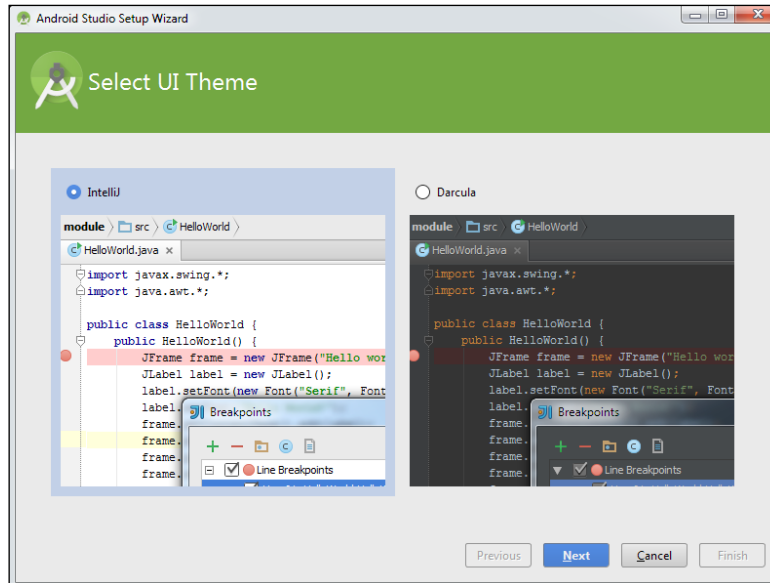 Android Studio Setup Wizard
Select UI Theme
IntelliJ
module src HelloWorld
HelloWorld.java ×
import javax.swing.*;
import java.awt.*;
public class HelloWorld {
public HelloWorld() {
JFrame frame = new JFrame("Hello wor
JLabel label = new JLabel();
label.setFont(new Font("Serif", Font
label.
frame.
frame.
frame.
frame.
Breakpoints
Line Breakpoints
Darcula
module src HelloWorld
HelloWorld.java ×
import javax.swing.*;
import java.awt.*;
public class HelloWorld {
public HelloWorld() {
JFrame frame = new JFrame("Hello wor
JLabel label = new JLabel();
label.setFont(new Font("Serif", Font
label.
frame.
frame.
frame.
frame.
Breakpoints
Line Breakpoints
Previous Next Cancel Finish